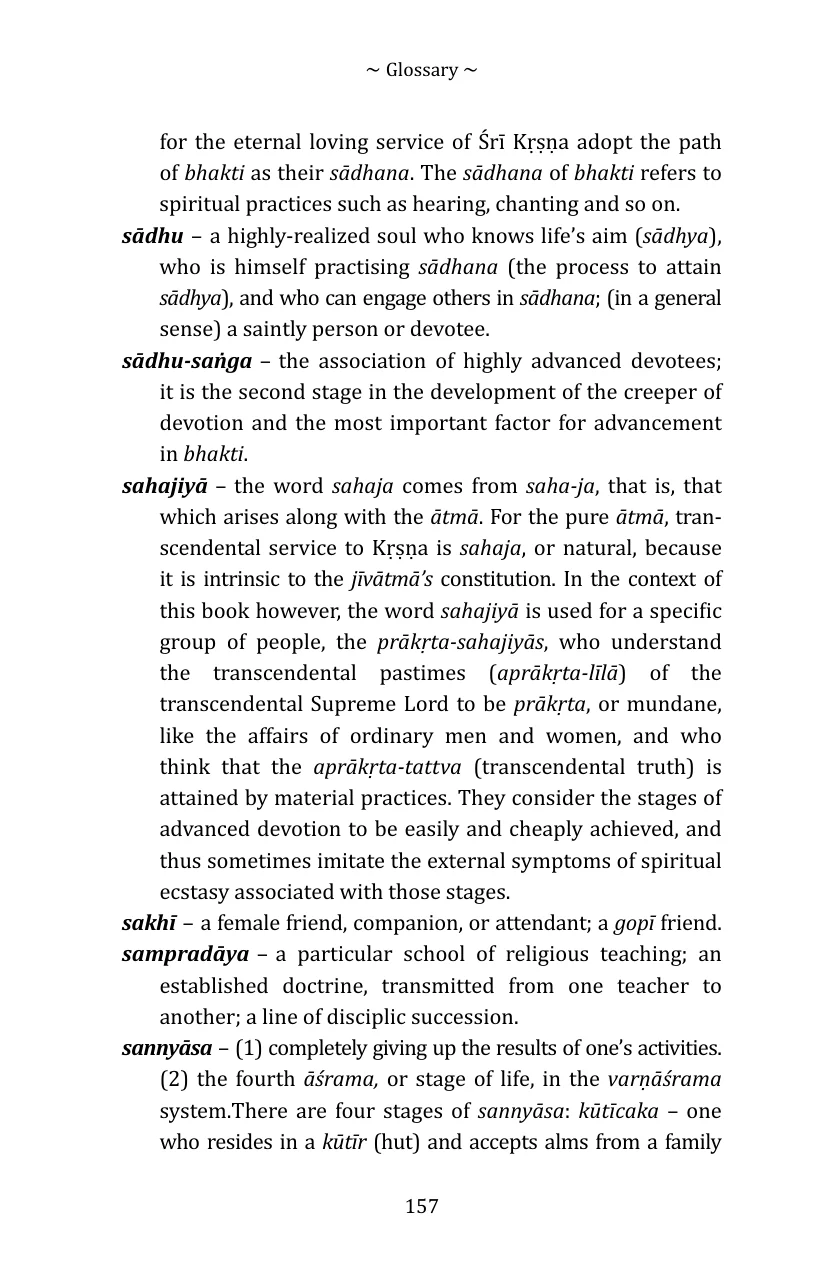 ~ Glossary ~
for the eternal loving service of Śrī Kṛṣṇa adopt the path
of bhakti as their sādhana. The sādhana of bhakti refers to
spiritual practices such as hearing, chanting and so on.
sādhu – a highly-realized soul who knows life’s aim (sādhya),
who is himself practising sādhana (the process to attain
sādhya), and who can engage others in sādhana; (in a general
sense) a saintly person or devotee.
sādhu-saṅga – the association of highly advanced devotees;
it is the second stage in the development of the creeper of
devotion and the most important factor for advancement
in bhakti.
sahajiyā – the word sahaja comes from saha-ja, that is, that
which arises along with the ātmā. For the pure ātmā, tran-
scendental service to Kṛṣṇa is sahaja, or natural, because
it is intrinsic to the jīvātmā’s constitution. In the context of
this book however, the word sahajiyā is used for a specific
group of people, the prākṛta-sahajiyās, who understand
the transcendental pastimes (aprākṛta-līlā) of the
transcendental Supreme Lord to be prākṛta, or mundane,
like the affairs of ordinary men and women, and who
think that the aprākṛta-tattva (transcendental truth) is
attained by material practices. They consider the stages of
advanced devotion to be easily and cheaply achieved, and
thus sometimes imitate the external symptoms of spiritual
ecstasy associated with those stages.
sakhī – a female friend, companion, or attendant; a gopī friend.
sampradāya – a particular school of religious teaching; an
established doctrine, transmitted from one teacher to
another; a line of disciplic succession.
sannyāsa – (1) completely giving up the results of one’s activities.
(2) the fourth āśrama, or stage of life, in the varṇāśrama
system.There are four stages of sannyāsa: kūtīcaka – one
who resides in a kūtīr (hut) and accepts alms from a family
157